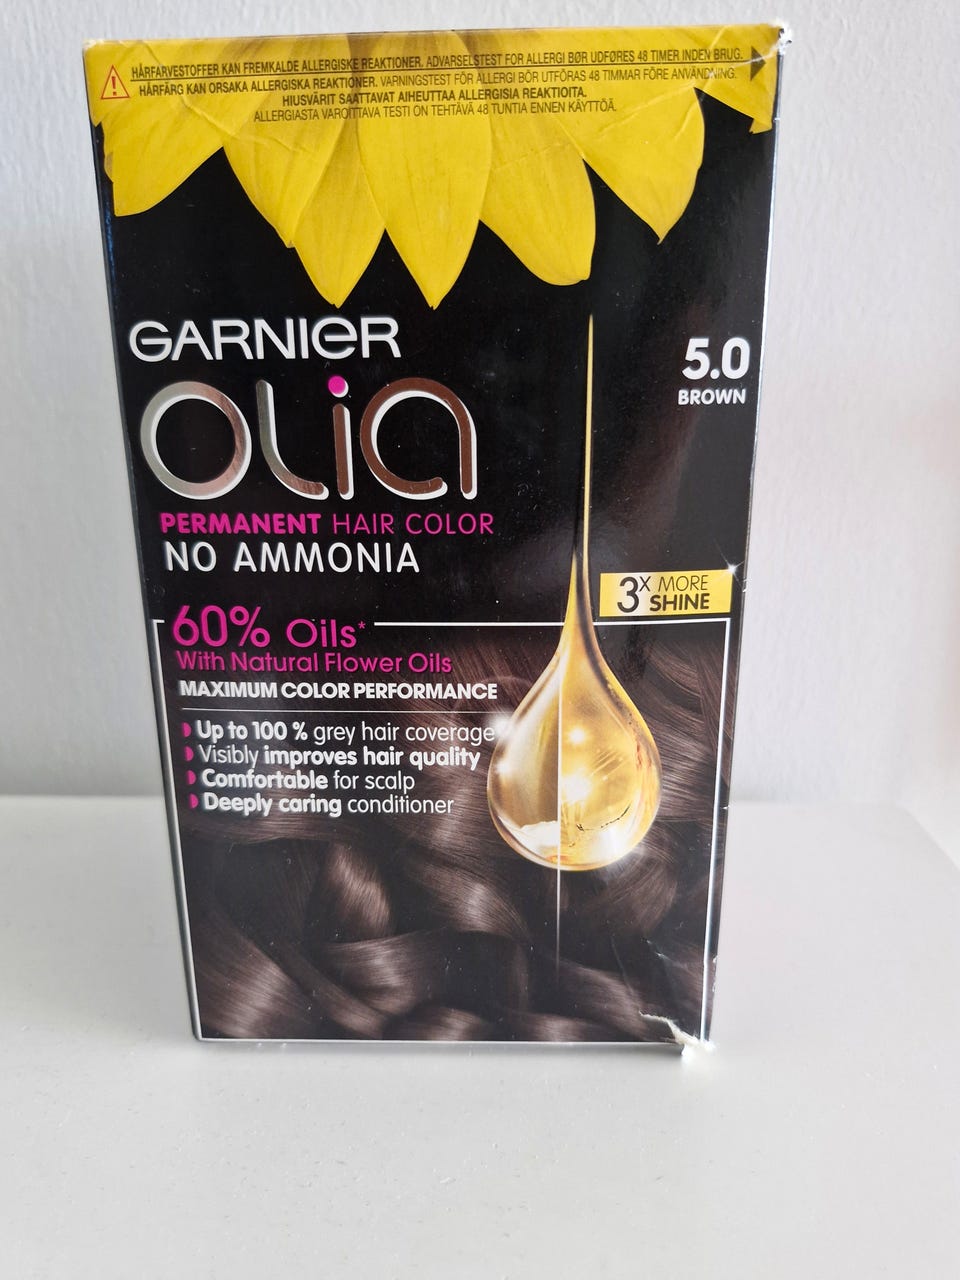 HÅRFARVESTOFFER KAN FREMKALDE ALLERGISKE REAKTIONER. ADVARSELSTEST FOR ALLERGI BØR UDFØRES 48 TIMER INDEN BRUG.
HÅRFÄRG KAN ORSAKA ALLERGISKA REAKTIONER. VARNINGSTEST FÖR ALLERGI BÖR UTFÖRAS 48 TIMMAR FÖRE ANVÄNDNING.
HIUSVÄRIT SAATTAVAT AIHEUTTAA ALLERGISIA REAKTIOITA.
ALLERGIASTA VAROITTAVA TESTI ON TEHTÄVÄ 48 TUNTIA ENNEN KÄYTTÖÄ.
GARNIER
5.0
BROWN
OLIA
PERMANENT HAIR COLOR
NO AMMONIA
3X MORE
SHINE
60% Oils*
With Natural Flower Oils
MAXIMUM COLOR PERFORMANCE
Up to 100 % grey hair coverage
Visibly improves hair quality
Comfortable for scalp
Deeply caring conditioner